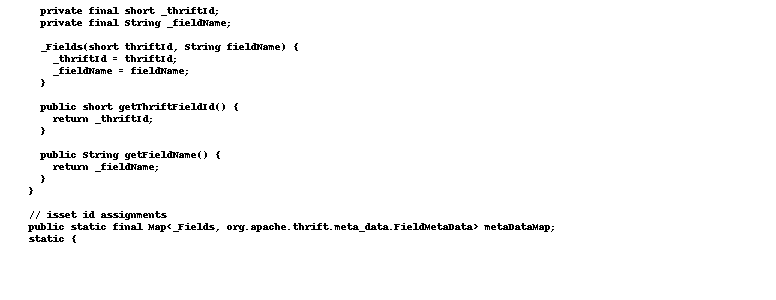 private final short _thriftId;
private final String _fieldName;
_Fields(short thriftId, String fieldName) {
_thriftId = thriftId;
_fieldName = fieldName;
}
public short getThriftFieldId() {
return _thriftId;
}
public String getFieldName() {
return _fieldName;
}
}
// isset id assignments
public static final Map<_Fields, org.apache.thrift.meta_data.FieldMetaData> metaDataMap;
static {